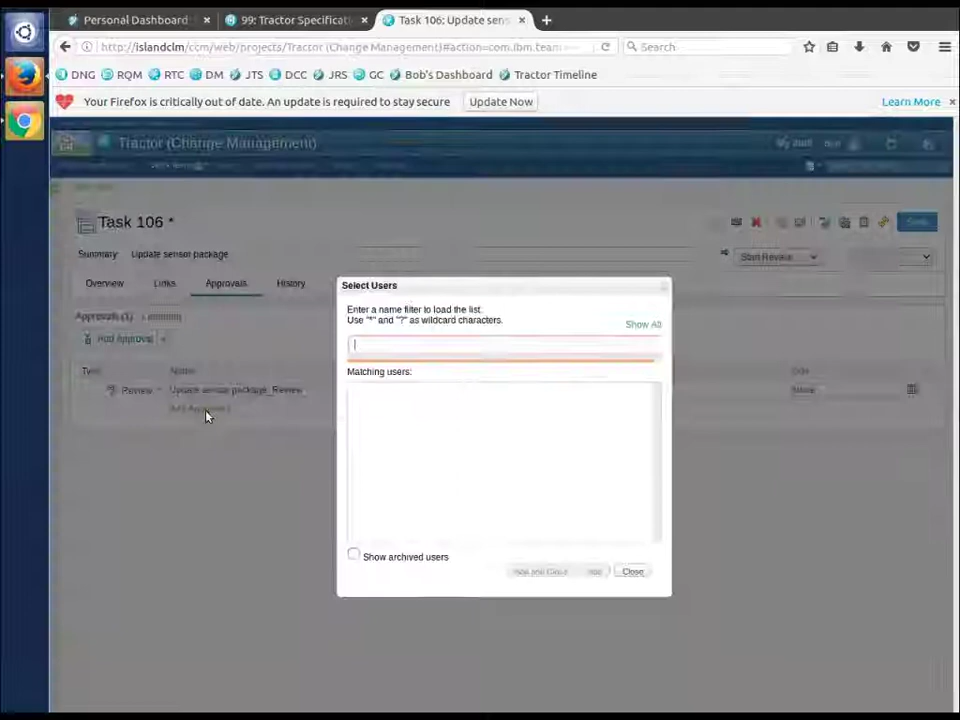 Personal Dashboard × 99: Tractor Specificati × Task 106: Update sens ×
http://islandclm/ccm/web/projects/Tractor (Change Management)#action=com.ibm.team Search
DNG RQM RTC DM JTS DCC JRS GC Bob's Dashboard Tractor Timeline
Your Firefox is critically out of date. An update is required to stay secure Update Now Learn More ×
Tractor (Change Management)
Task 106 *
Summary Update sensor package
Start Review
Overview Links Approvals History
Select Users
Enter a name filter to load the list.
Use "*" and "?" as wildcard characters.
Show All
Approvals (1)
Add Approval
Matching users:
Type Name
Review Update sensor package_Review
Show archived users
Close